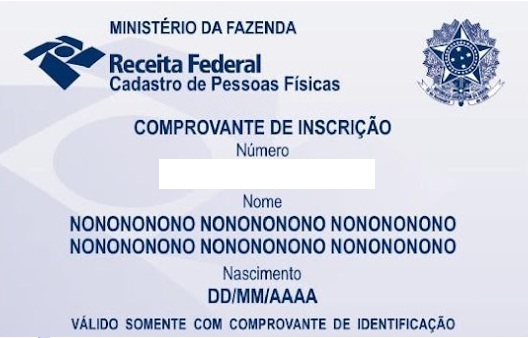 MINISTÉRIO DA FAZENDA
Receita Federal
Cadastro de Pessoas Físicas
COMPROVANTE DE INSCRIÇÃO
Número
Nome
NONONONONO NONONONONO NONONONONO
NONONONONO NONONONONO NONONONONO
Nascimento
DD/MM/AAAA
VÁLIDO SOMENTE COM COMPROVANTE DE IDENTIFICAÇÃO